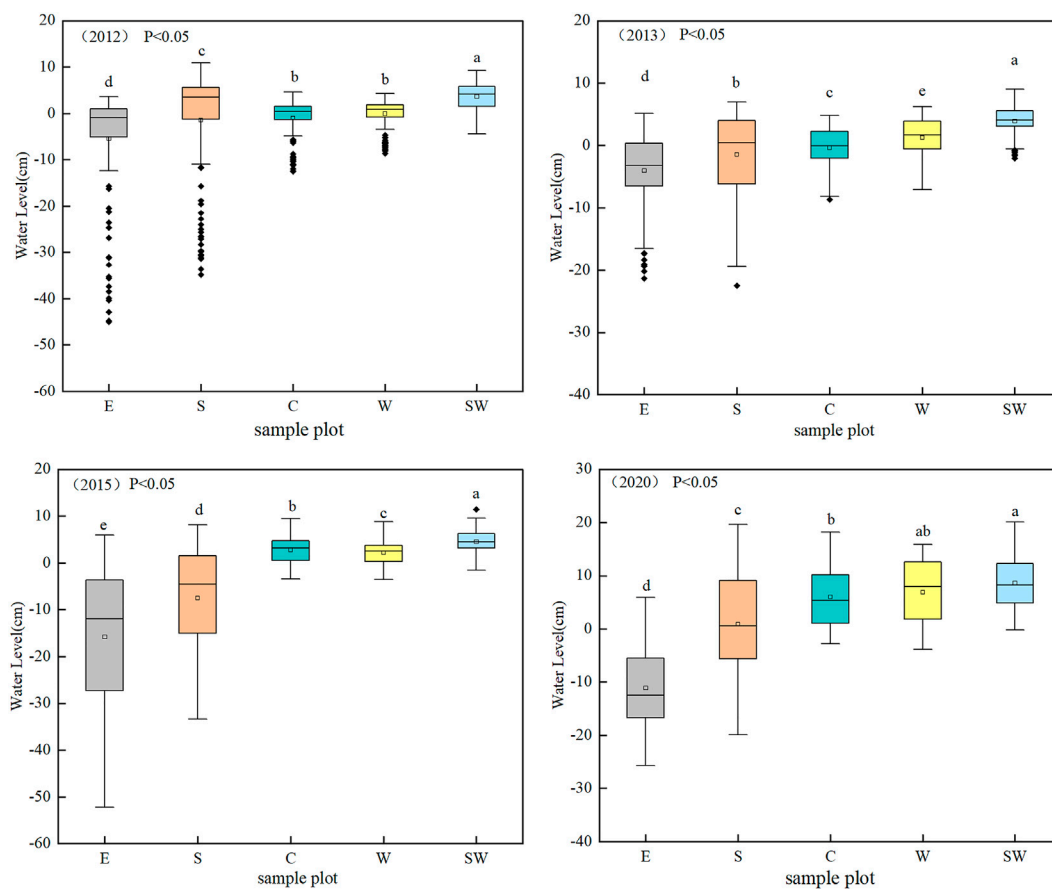 （2012） P<0.05
20
10
0
-10
-20
-30
-40
-50
-60
Water Level(cm)
d
c
b
b
a
E S C W SW
sample plot
（2013） P<0.05
20
10
0
-10
-20
-30
-40
Water Level(cm)
d
b
c
e
a
E S C W SW
sample plot
（2015） P<0.05
20
10
0
-10
-20
-30
-40
-50
-60
Water Level(cm)
e
d
b
c
a
E S C W SW
sample plot
（2020） P<0.05
30
20
10
0
-10
-20
-30
-40
Water Level(cm)
d
c
b
ab
a
E S C W SW
sample plot